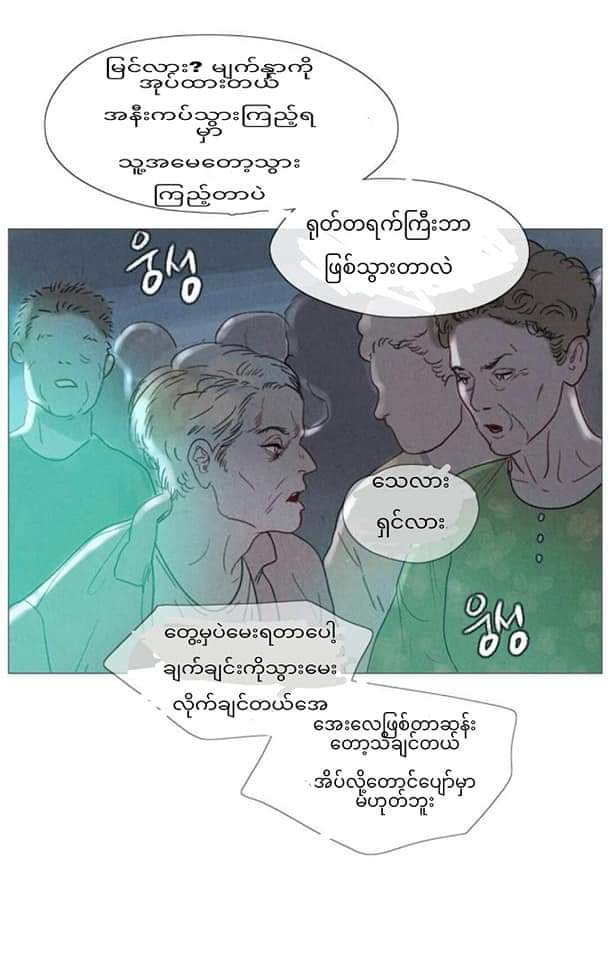 မြင်လား? မျက်နှာကို
အုပ်ထားတယ်
အနီးကပ်သွားကြည့်ရ
မှာ
သူ့အမေတော့သွား
ကြည့်တာပဲ
ရုတ်တရက်ကြီးဘာ
ဖြစ်သွားတာလဲ
웅성
သေလား
ရှင်လား
웅성
တွေ့မှပဲမေးရတာပေါ့
ချက်ချင်းကိုသွားမေး
လိုက်ချင်တယ်အေ
အေးလေဖြစ်တာဆန်း
တော့သိချင်တယ်
အိပ်လို့တောင်ပျော်မှာ
မဟုတ်ဘူး